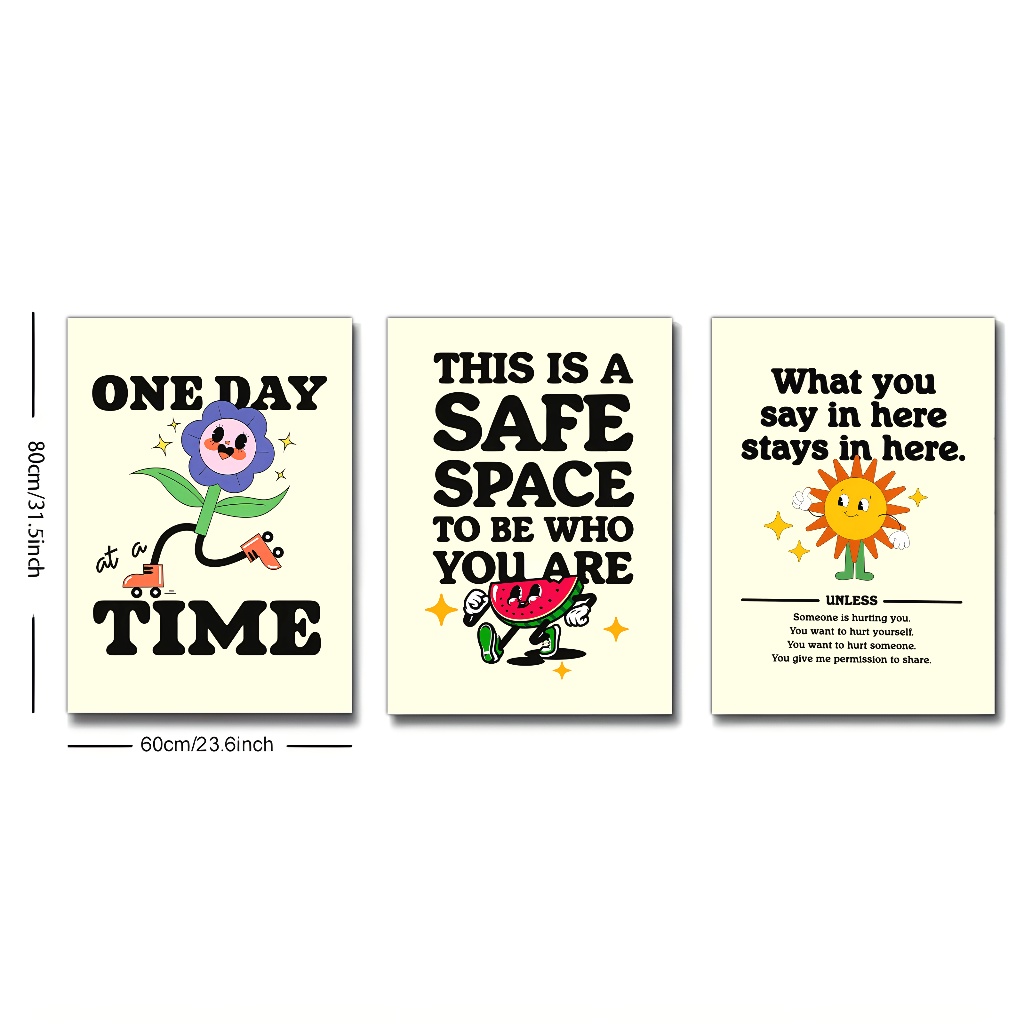 80cm/31.5inch
ONE DAY
at a
TIME
60cm/23.6inch
THIS IS A
SAFE
SPACE
TO BE WHO
YOU ARE
What you
say in here
stays in here.
UNLESS
Someone is hurting you.
You want to hurt yourself.
You want to hurt someone.
You give me permission to share.